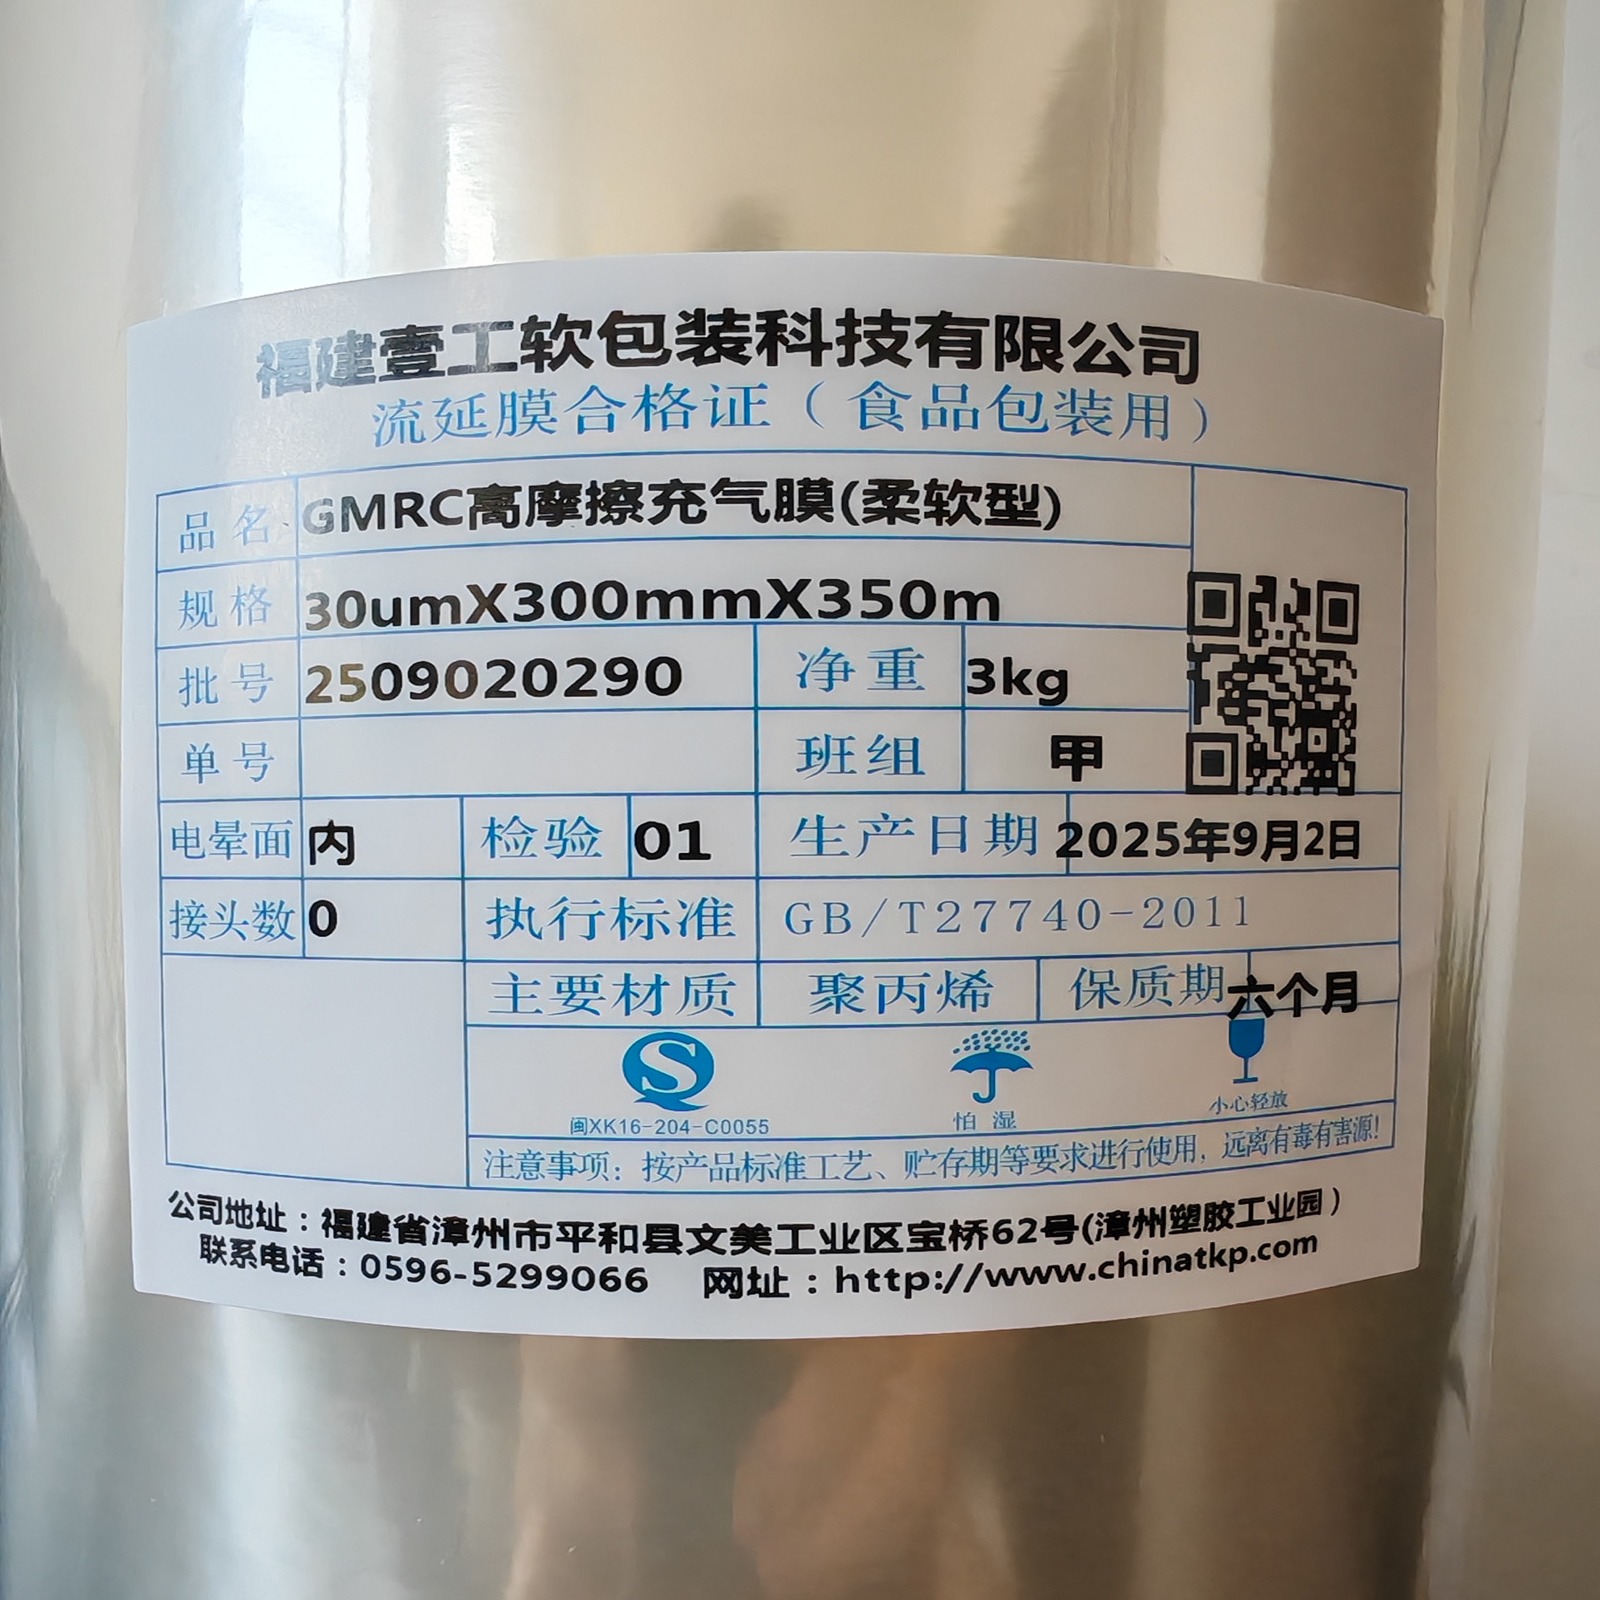 福建壹工软包装科技有限公司
流延膜合格证（食品包装用）
品名 GMRC高摩擦充气膜(柔软型)
规格 30umX300mmX350m
批号 2509020290 净重 3kg
单号 班组 甲
电晕面 内 检验 01 生产日期 2025年9月2日
接头数 0 执行标准 GB/T27740-2011
主要材质 聚丙烯 保质期 六个月
闽XK16-204-C0055 怕湿 小心轻放
注意事项：按产品标准工艺、贮存期等要求进行使用，远离有毒有害源！
公司地址：福建省漳州市平和县文美工业区宝桥62号(漳州塑胶工业园）
联系电话：0596-5299066 网址：http://www.chinatkp.com